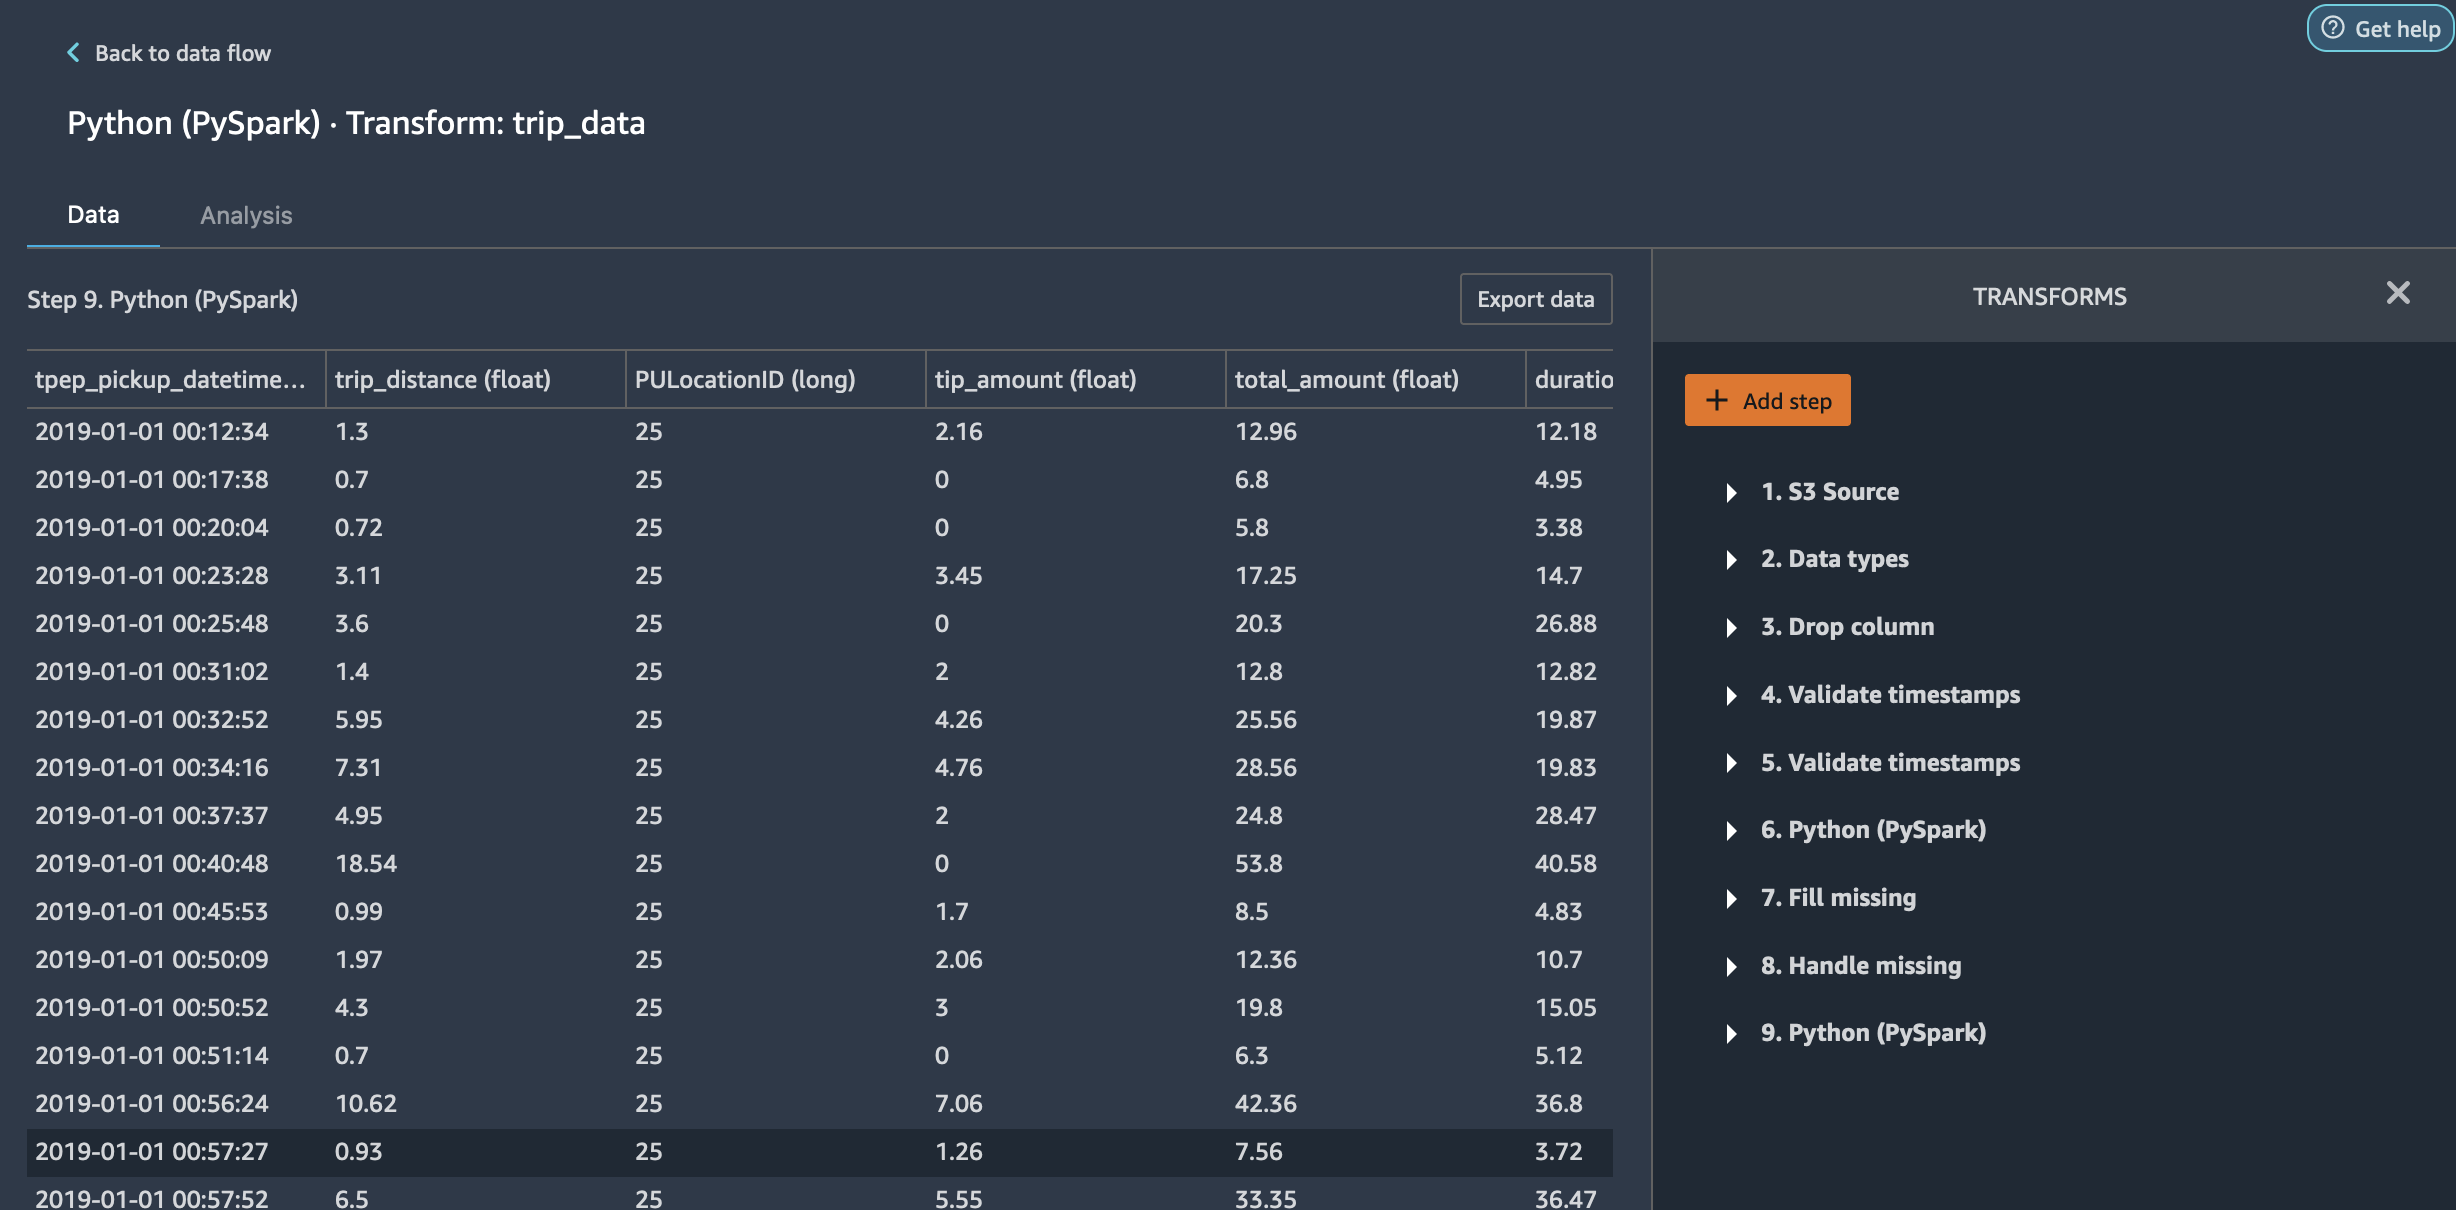 Get help
Back to data flow
Python (PySpark) · Transform: trip_data
Data Analysis
Step 9. Python (PySpark) Export data
tpep_pickup_datetime... trip_distance (float) PULocationID (long) tip_amount (float) total_amount (float) duratio
2019-01-01 00:12:34 1.3 25 2.16 12.96 12.18
2019-01-01 00:17:38 0.7 25 0 6.8 4.95
2019-01-01 00:20:04 0.72 25 0 5.8 3.38
2019-01-01 00:23:28 3.11 25 3.45 17.25 14.7
2019-01-01 00:25:48 3.6 25 0 20.3 26.88
2019-01-01 00:31:02 1.4 25 2 12.8 12.82
2019-01-01 00:32:52 5.95 25 4.26 25.56 19.87
2019-01-01 00:34:16 7.31 25 4.76 28.56 19.83
2019-01-01 00:37:37 4.95 25 2 24.8 28.47
2019-01-01 00:40:48 18.54 25 0 53.8 40.58
2019-01-01 00:45:53 0.99 25 1.7 8.5 4.83
2019-01-01 00:50:09 1.97 25 2.06 12.36 10.7
2019-01-01 00:50:52 4.3 25 3 19.8 15.05
2019-01-01 00:51:14 0.7 25 0 6.3 5.12
2019-01-01 00:56:24 10.62 25 7.06 42.36 36.8
2019-01-01 00:57:27 0.93 25 1.26 7.56 3.72
2019-01-01 00:57:52 6.5 25 5.55 33.35 36.47
TRANSFORMS
Add step
1. S3 Source
2. Data types
3. Drop column
4. Validate timestamps
5. Validate timestamps
6. Python (PySpark)
7. Fill missing
8. Handle missing
9. Python (PySpark)